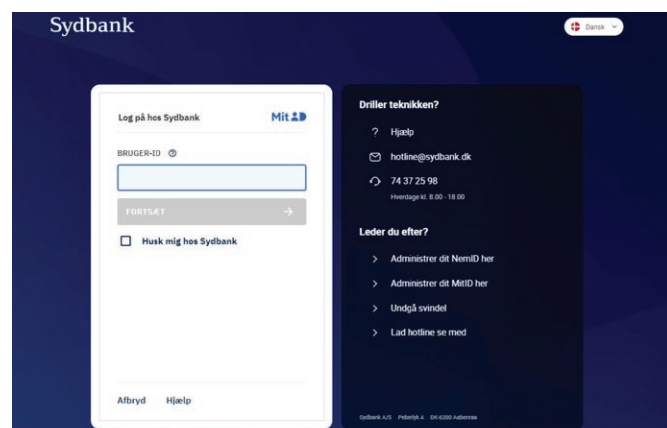 Sydbank
Dansk
Log på hos Sydbank
Mit ID
BRUGER-ID
FORTSÆT
Husk mig hos Sydbank
Afbryd Hjælp
Driller teknikken?
? Hjælp
hotline@sydbank.dk
74 37 25 98
Hverdage kl. 8.00 - 18.00
Leder du efter?
Administrer dit NemID her
Administrer dit MitID her
Undgå svindel
Lad hotline se med
Sydbank A/S Peberlyk 4 DK-6200 Aabenraa